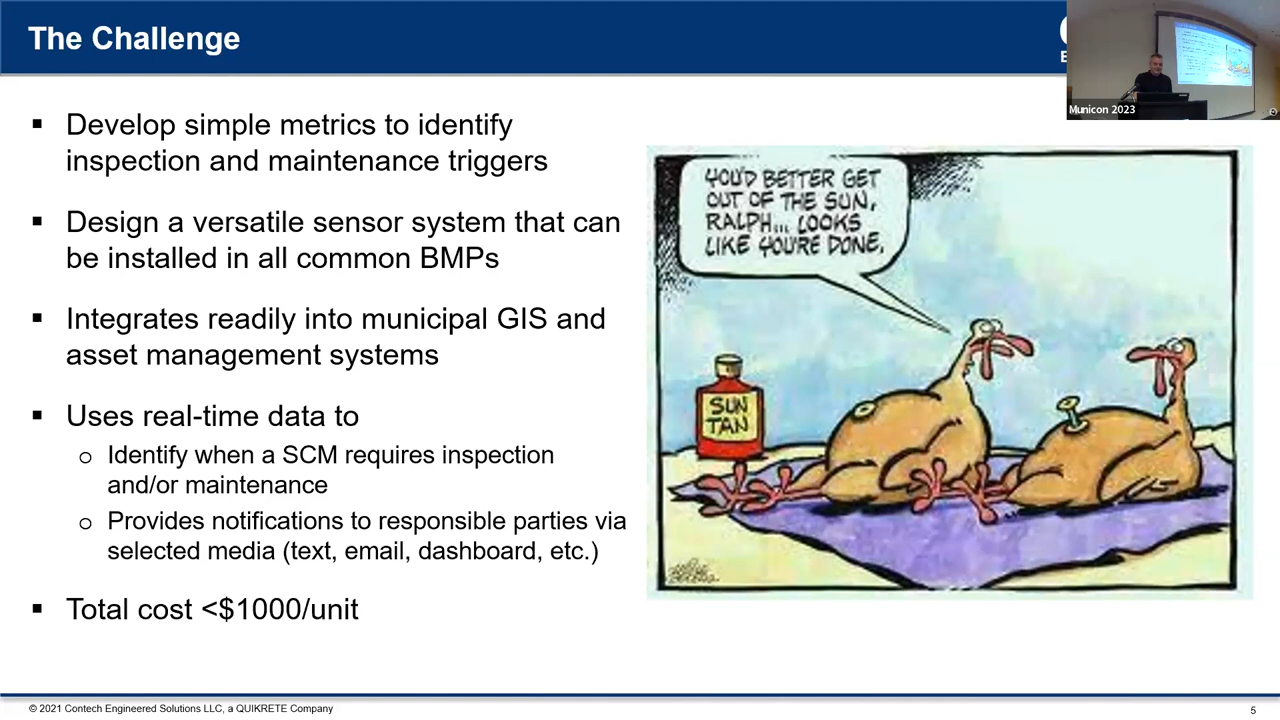 The Challenge
Municon 2023
▪ Develop simple metrics to identify
inspection and maintenance triggers
▪ Design a versatile sensor system that can
be installed in all common BMPs
▪ Integrates readily into municipal GIS and
asset management systems
▪ Uses real-time data to
o Identify when a SCM requires inspection
and/or maintenance
o Provides notifications to responsible parties via
selected media (text, email, dashboard, etc.)
▪ Total cost <$1000/unit
YOU'D BETTER GET
OUT OF THE SUN,
RALPH... LOOKS
LIKE YOU'RE DONE.
SUN
TAN
© 2021 Contech Engineered Solutions LLC, a QUIKRETE Company
5